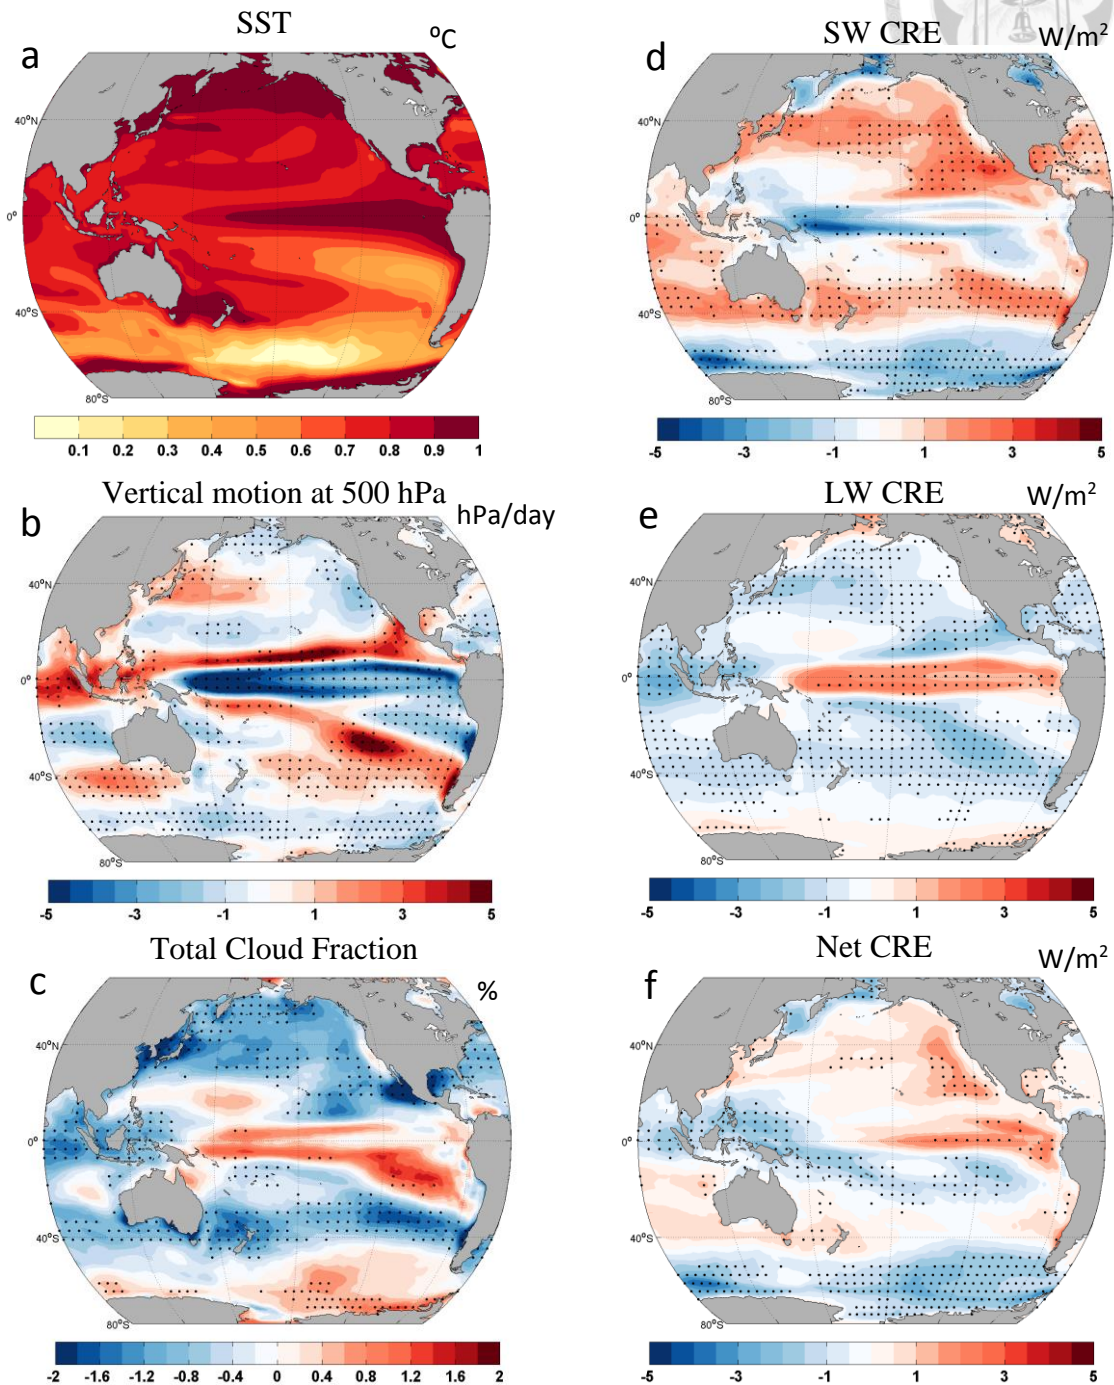 SST
a
°C
40°N
0°
40°S
80°S
0.1 0.2 0.3 0.4 0.5 0.6 0.7 0.8 0.9 1
Vertical motion at 500 hPa
b
hPa/day
40°N
0°
40°S
80°S
-5 -3 -1 1 3 5
Total Cloud Fraction
c
%
40°N
0°
40°S
80°S
-2 -1.6 -1.2 -0.8 -0.4 0 0.4 0.8 1.2 1.6 2
SW CRE
d
W/m²
40°N
0°
40°S
80°S
-5 -3 -1 1 3 5
LW CRE
e
W/m²
40°N
0°
40°S
80°S
-5 -3 -1 1 3 5
Net CRE
f
W/m²
40°N
0°
40°S
80°S
-5 -3 -1 1 3 5